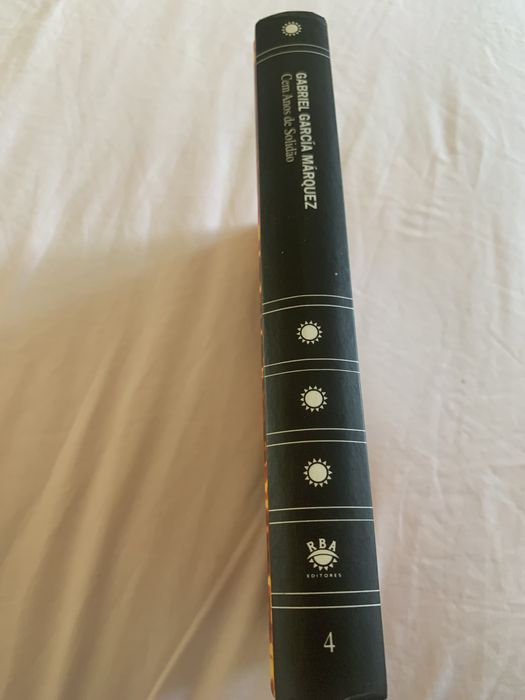 GABRIEL GARCÍA MÁRQUEZ
Cem Anos de Solidão
RBA
EDITORES
4